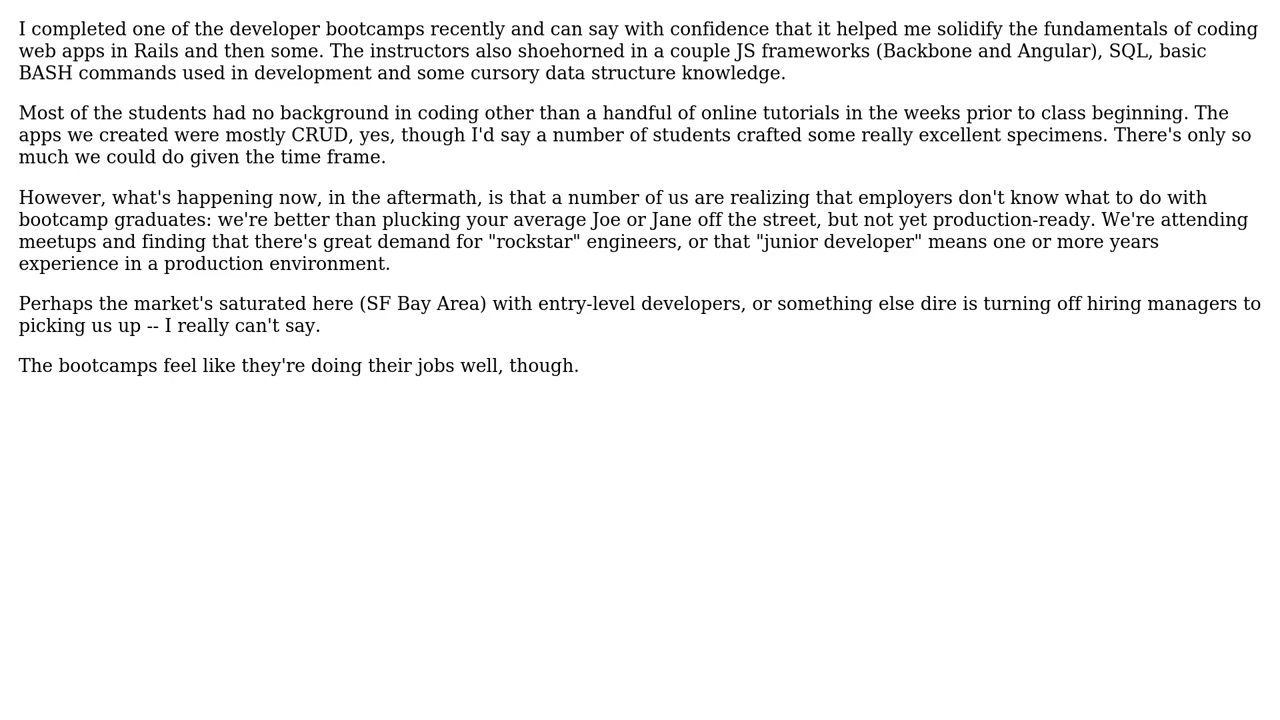 I completed one of the developer bootcamps recently and can say with confidence that it helped me solidify the fundamentals of coding
web apps in Rails and then some. The instructors also shoehorned in a couple JS frameworks (Backbone and Angular), SQL, basic
BASH commands used in development and some cursory data structure knowledge.
Most of the students had no background in coding other than a handful of online tutorials in the weeks prior to class beginning. The
apps we created were mostly CRUD, yes, though I'd say a number of students crafted some really excellent specimens. There's only so
much we could do given the time frame.
However, what's happening now, in the aftermath, is that a number of us are realizing that employers don't know what to do with
bootcamp graduates: we're better than plucking your average Joe or Jane off the street, but not yet production-ready. We're attending
meetups and finding that there's great demand for "rockstar" engineers, or that "junior developer" means one or more years
experience in a production environment.
Perhaps the market's saturated here (SF Bay Area) with entry-level developers, or something else dire is turning off hiring managers to
picking us up -- I really can't say.
The bootcamps feel like they're doing their jobs well, though.